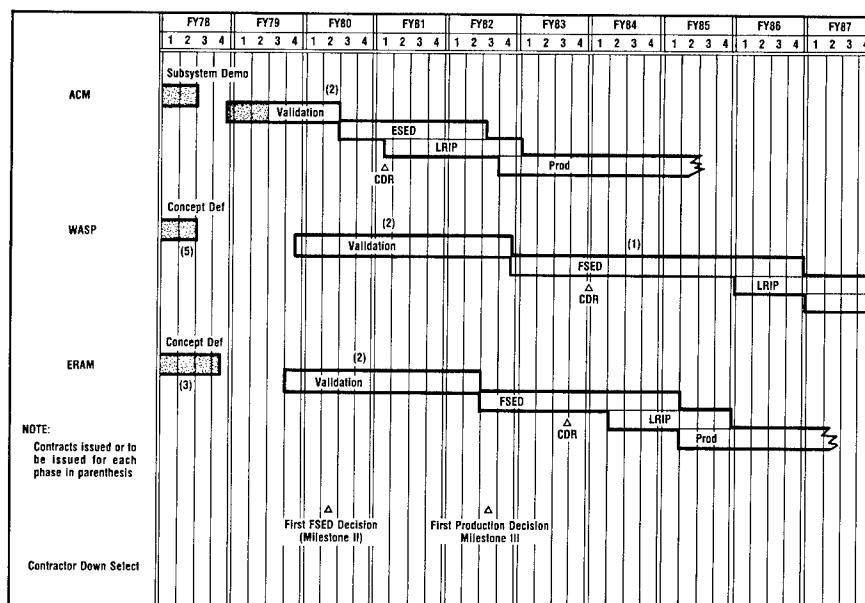 FY78 FY79 FY80 FY81 FY82 FY83 FY84 FY85 FY86 FY87
1 2 3 4 1 2 3 4 1 2 3 4 1 2 3 4 1 2 3 4 1 2 3 4 1 2 3 4 1 2 3 4 1 2 3 4 1 2 3 4
Subsystem Demo
ACM
(2)
Validation
ESED
LRIP
Prod
CDR
Concept Def
WASP
(5)
(2)
Validation
(1)
FSED
CDR
LRIP
Concept Def
ERAM
(3)
(2)
Validation
FSED
CDR
LRIP
Prod
NOTE:
Contracts issued or to
be issued for each
phase in parenthesis
First FSED Decision
(Milestone II)
First Production Decision
Milestone III
Contractor Down Select